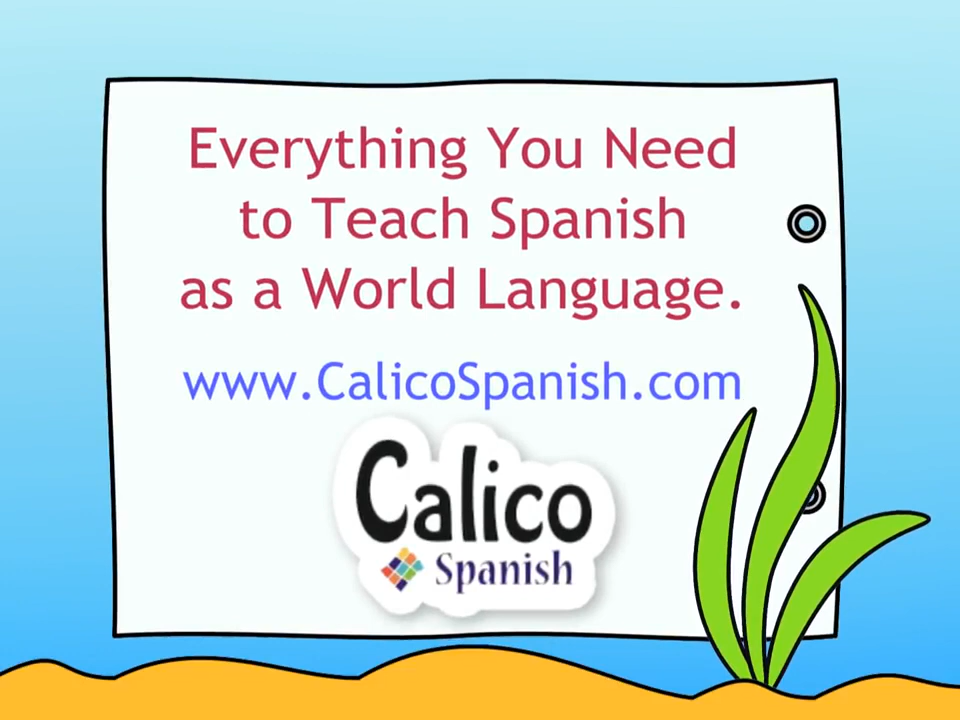 Everything You Need
to Teach Spanish
as a World Language.
www.CalicoSpanish.com
Calico
Spanish